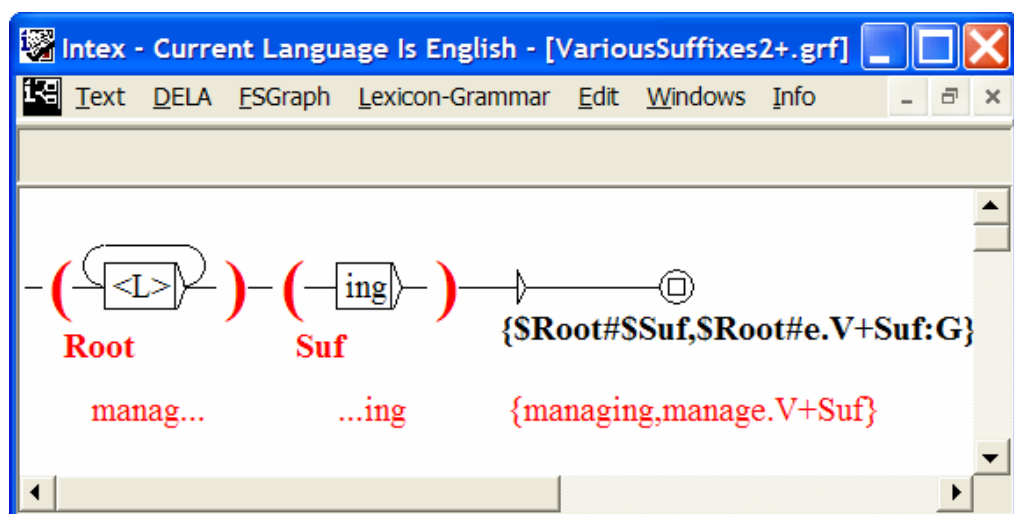 Intex - Current Language Is English - [VariousSuffixes2+.grf]
Text DELA FSGraph Lexicon-Grammar Edit Windows Info
( <L> ) ( ing )
Root Suf {$Root#$Suf,$Root#e.V+Suf:G}
manag... ...ing {managing,manage.V+Suf}